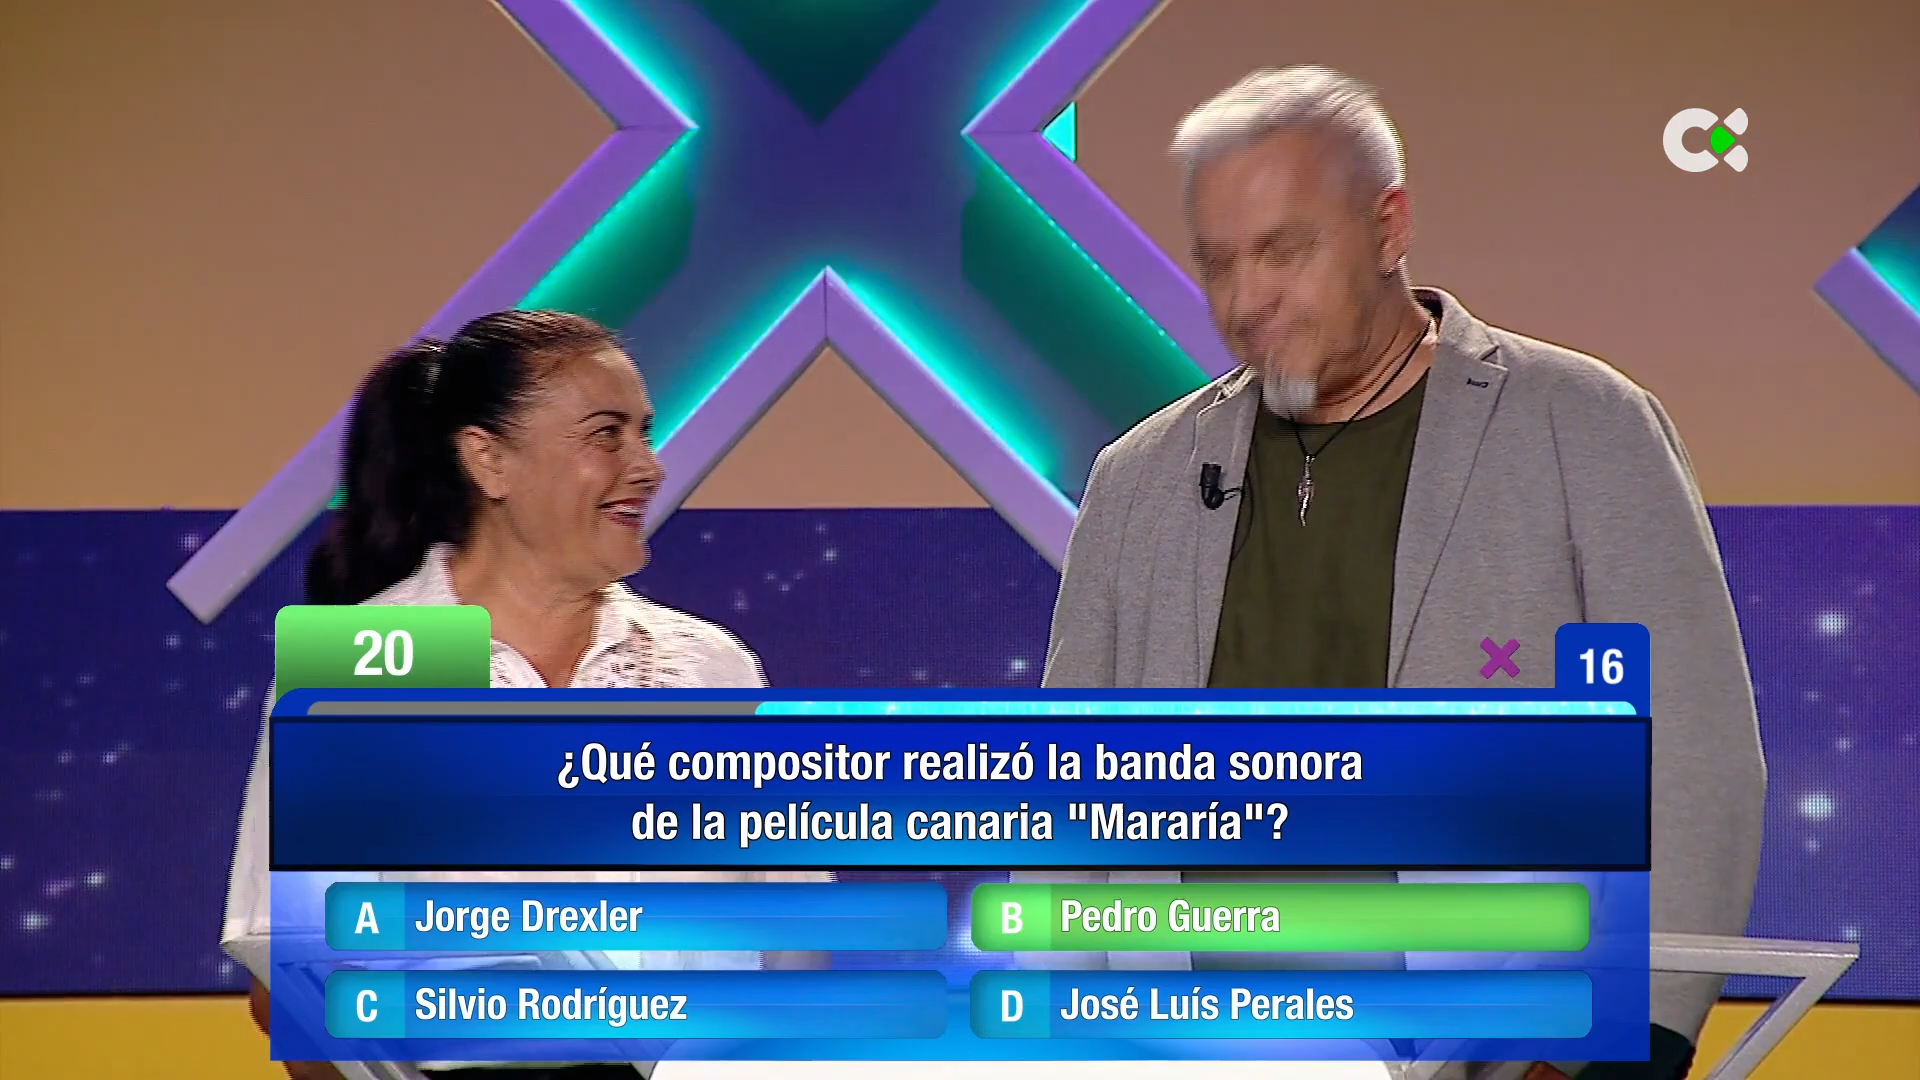 20
16
¿Qué compositor realizó la banda sonora
de la película canaria "Mararía"?
A Jorge Drexler
B Pedro Guerra
C Silvio Rodríguez
D José Luís Perales